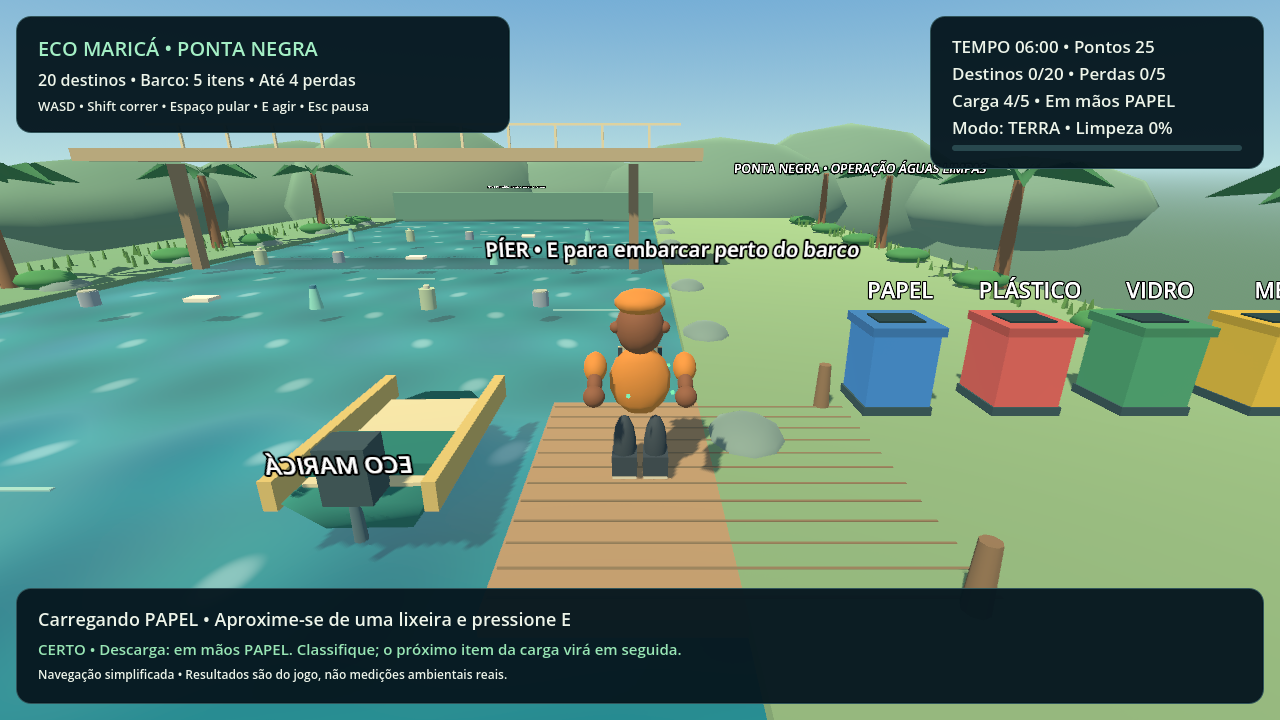 ECO MARICÁ • PONTA NEGRA
20 destinos • Barco: 5 itens • Até 4 perdas
WASD • Shift correr • Espaço pular • E agir • Esc pausa
TEMPO 06:00 • Pontos 25
Destinos 0/20 • Perdas 0/5
Carga 4/5 • Em mãos PAPEL
Modo: TERRA • Limpeza 0%
PONTA NEGRA • OPERAÇÃO ÁGUAS LIMPAS
PÍER • E para embarcar perto do barco
PAPEL
PLÁSTICO
VIDRO
ME
ECO MARICÁ
Carregando PAPEL • Aproxime-se de uma lixeira e pressione E
CERTO • Descarga: em mãos PAPEL. Classifique; o próximo item da carga virá em seguida.
Navegação simplificada • Resultados são do jogo, não medições ambientais reais.